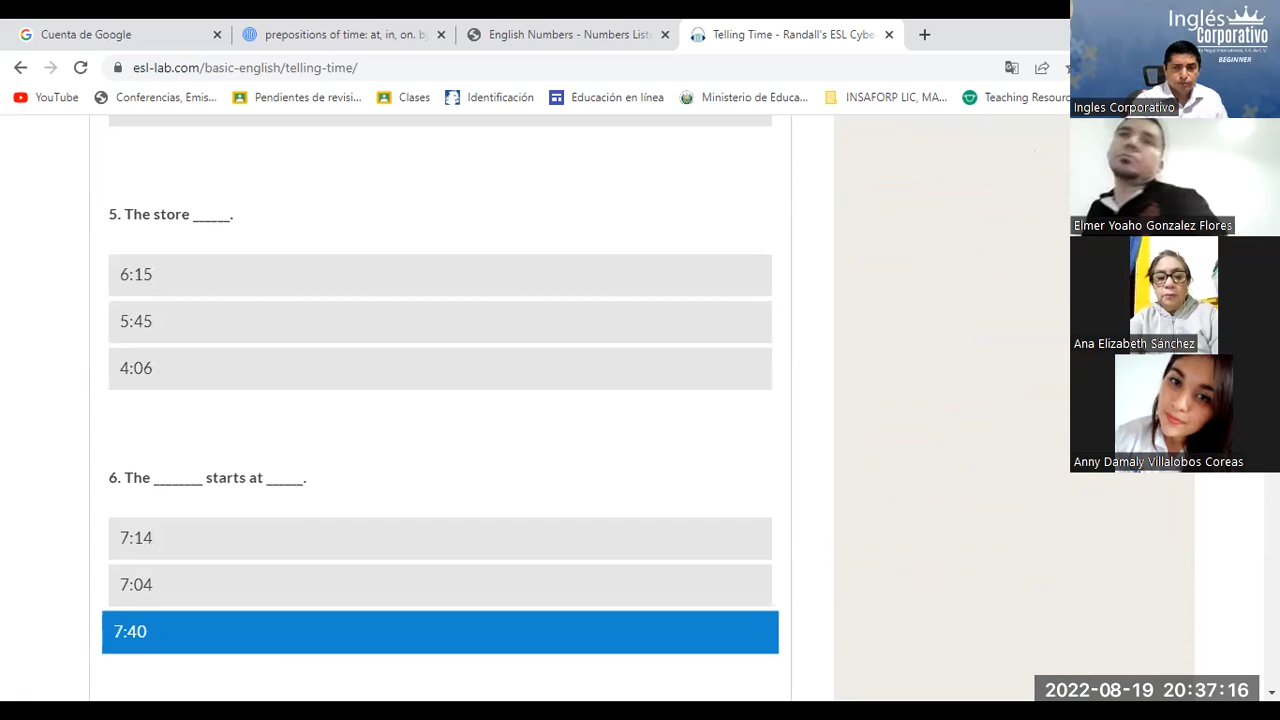 Cuenta de Google
prepositions of time: at, in, on. by
English Numbers - Numbers List
Telling Time - Randall's ESL Cybe
esl-lab.com/basic-english/telling-time/
YouTube
Conferencias, Emis...
Pendientes de revisi...
Clases
Identificación
Educación en línea
Ministerio de Educa...
INSAFORP LIC, MA...
Teaching Resourc
5. The store ______.
6:15
5:45
4:06
6. The ________ starts at ______.
7:14
7:04
7:40
Inglés
Corporativo
BEGINNER
Ingles Corporativo
Elmer Yoaho Gonzalez Flores
Ana Elizabeth Sánchez
Anny Damaly Villalobos Coreas
2022-08-19 20:37:16